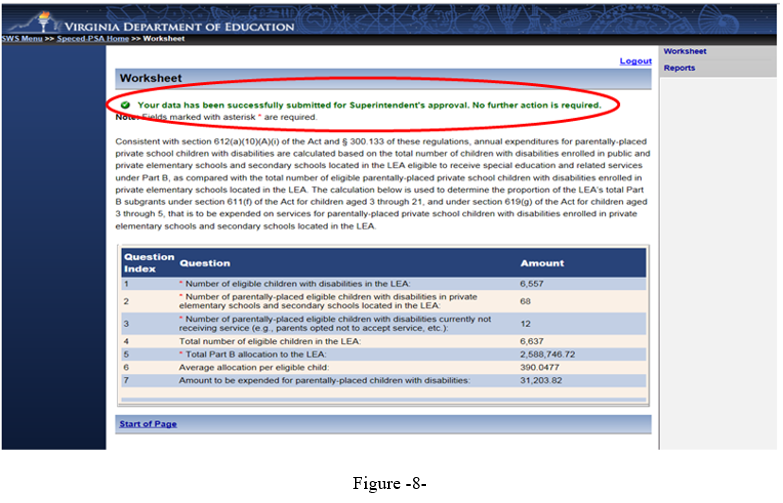 VIRGINIA DEPARTMENT OF EDUCATION
SWS Menu >> Speced-PSA Home >> Worksheet
Worksheet
Reports
Logout
Worksheet
Your data has been successfully submitted for Superintendent's approval. No further action is required.
Note: Fields marked with asterisk * are required.
Consistent with section 612(a)(10)(A)(i) of the Act and § 300.133 of these regulations, annual expenditures for parentally-placed
private school children with disabilities are calculated based on the total number of children with disabilities enrolled in public and
private elementary schools and secondary schools located in the LEA eligible to receive special education and related services
under Part B, as compared with the total number of eligible parentally-placed private school children with disabilities enrolled in
private elementary schools located in the LEA. The calculation below is used to determine the proportion of the LEA's total Part
B subgrants under section 611(f) of the Act for children aged 3 through 21, and under section 619(g) of the Act for children aged
3 through 5, that is to be expended on services for parentally-placed private school children with disabilities enrolled in private
elementary schools and secondary schools located in the LEA.
Question Index Question Amount
1 * Number of eligible children with disabilities in the LEA: 6,557
2 * Number of parentally-placed eligible children with disabilities in private
elementary schools and secondary schools located in the LEA: 68
3 * Number of parentally-placed eligible children with disabilities currently not
receiving service (e.g., parents opted not to accept service, etc.): 12
4 Total number of eligible children in the LEA: 6,637
5 * Total Part B allocation to the LEA: 2,588,746.72
6 Average allocation per eligible child: 390.0477
7 Amount to be expended for parentally-placed children with disabilities: 31,203.82
Start of Page
Figure -8-